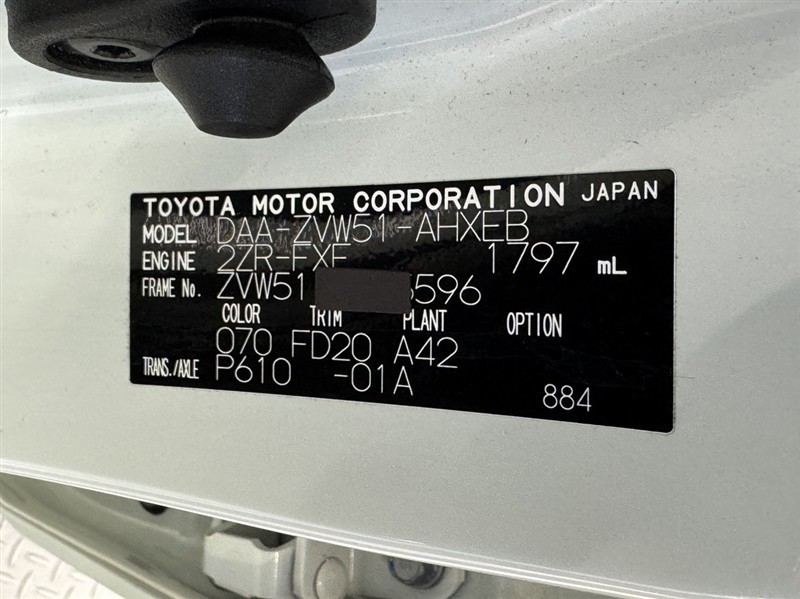 TOYOTA MOTOR CORPORATION JAPAN
MODEL DAA-ZVW51-AHXEB
ENGINE 2ZR-FXE 1797 mL
FRAME No. ZVW51 596
COLOR TRIM PLANT OPTION
070 FD20 A42
TRANS./AXLE P610 -01A
884